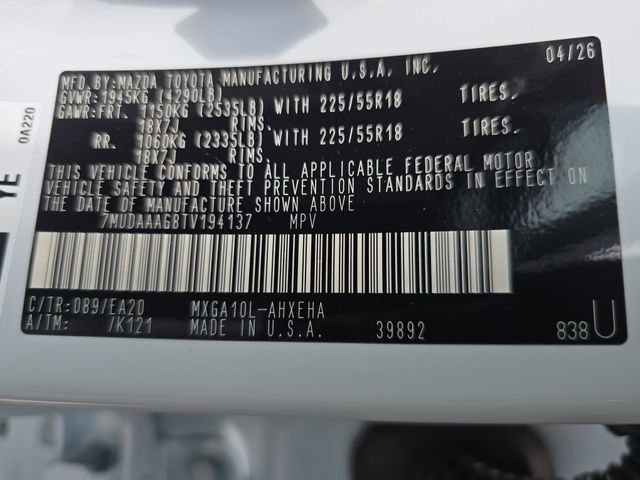 04/26
MFD.BY:MAZDA TOYOTA MANUFACTURING U.S.A, INC.
GVWR:1945KG (4290LB)
GAWR:FRT. 1150KG (2535LB) WITH 225/55R18 TIRES.
18X7J RIMS.
RR. 1060KG (2335LB) WITH 225/55R18 TIRES.
18X7J RIMS.
THIS VEHICLE CONFORMS TO ALL APPLICABLE FEDERAL MOTOR
VEHICLE SAFETY AND THEFT PREVENTION STANDARDS IN EFFECT ON
THE DATE OF MANUFACTURE SHOWN ABOVE
7MUDAAAG8TV194137 MPV
C/TR:089/EA20 MXGA10L-AHXEHA
A/TM: /K121 MADE IN U.S.A. 39892 838 U
0A220
YE